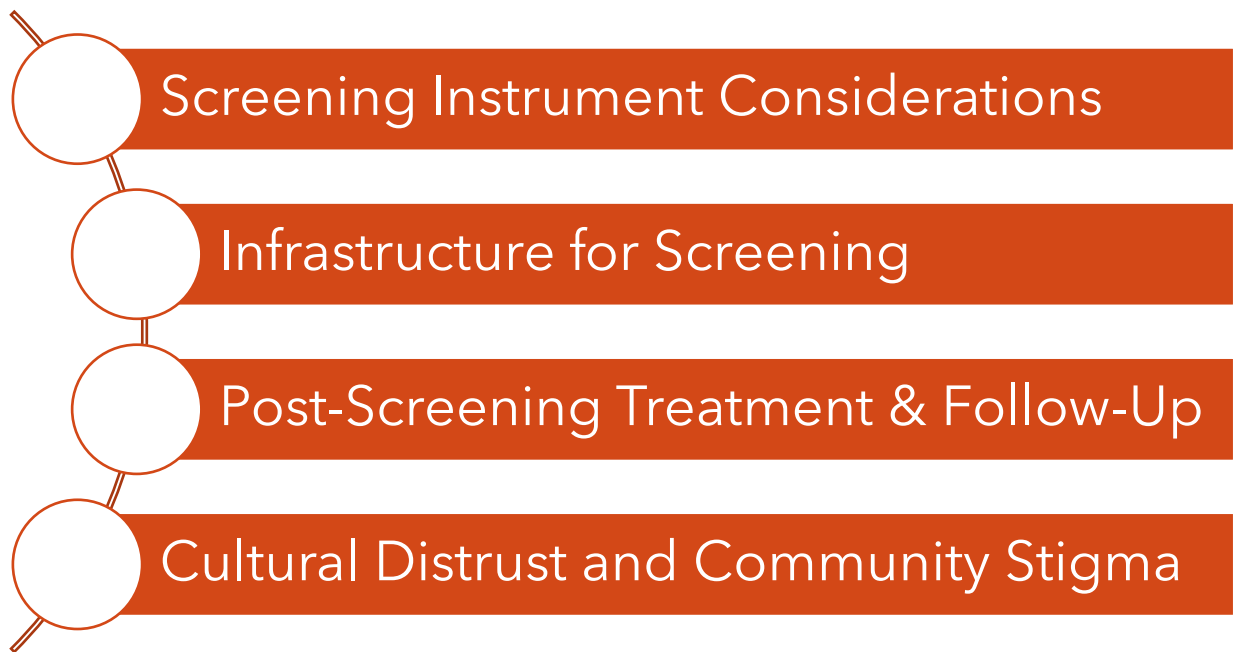 Screening Instrument Considerations
Infrastructure for Screening
Post-Screening Treatment & Follow-Up
Cultural Distrust and Community Stigma